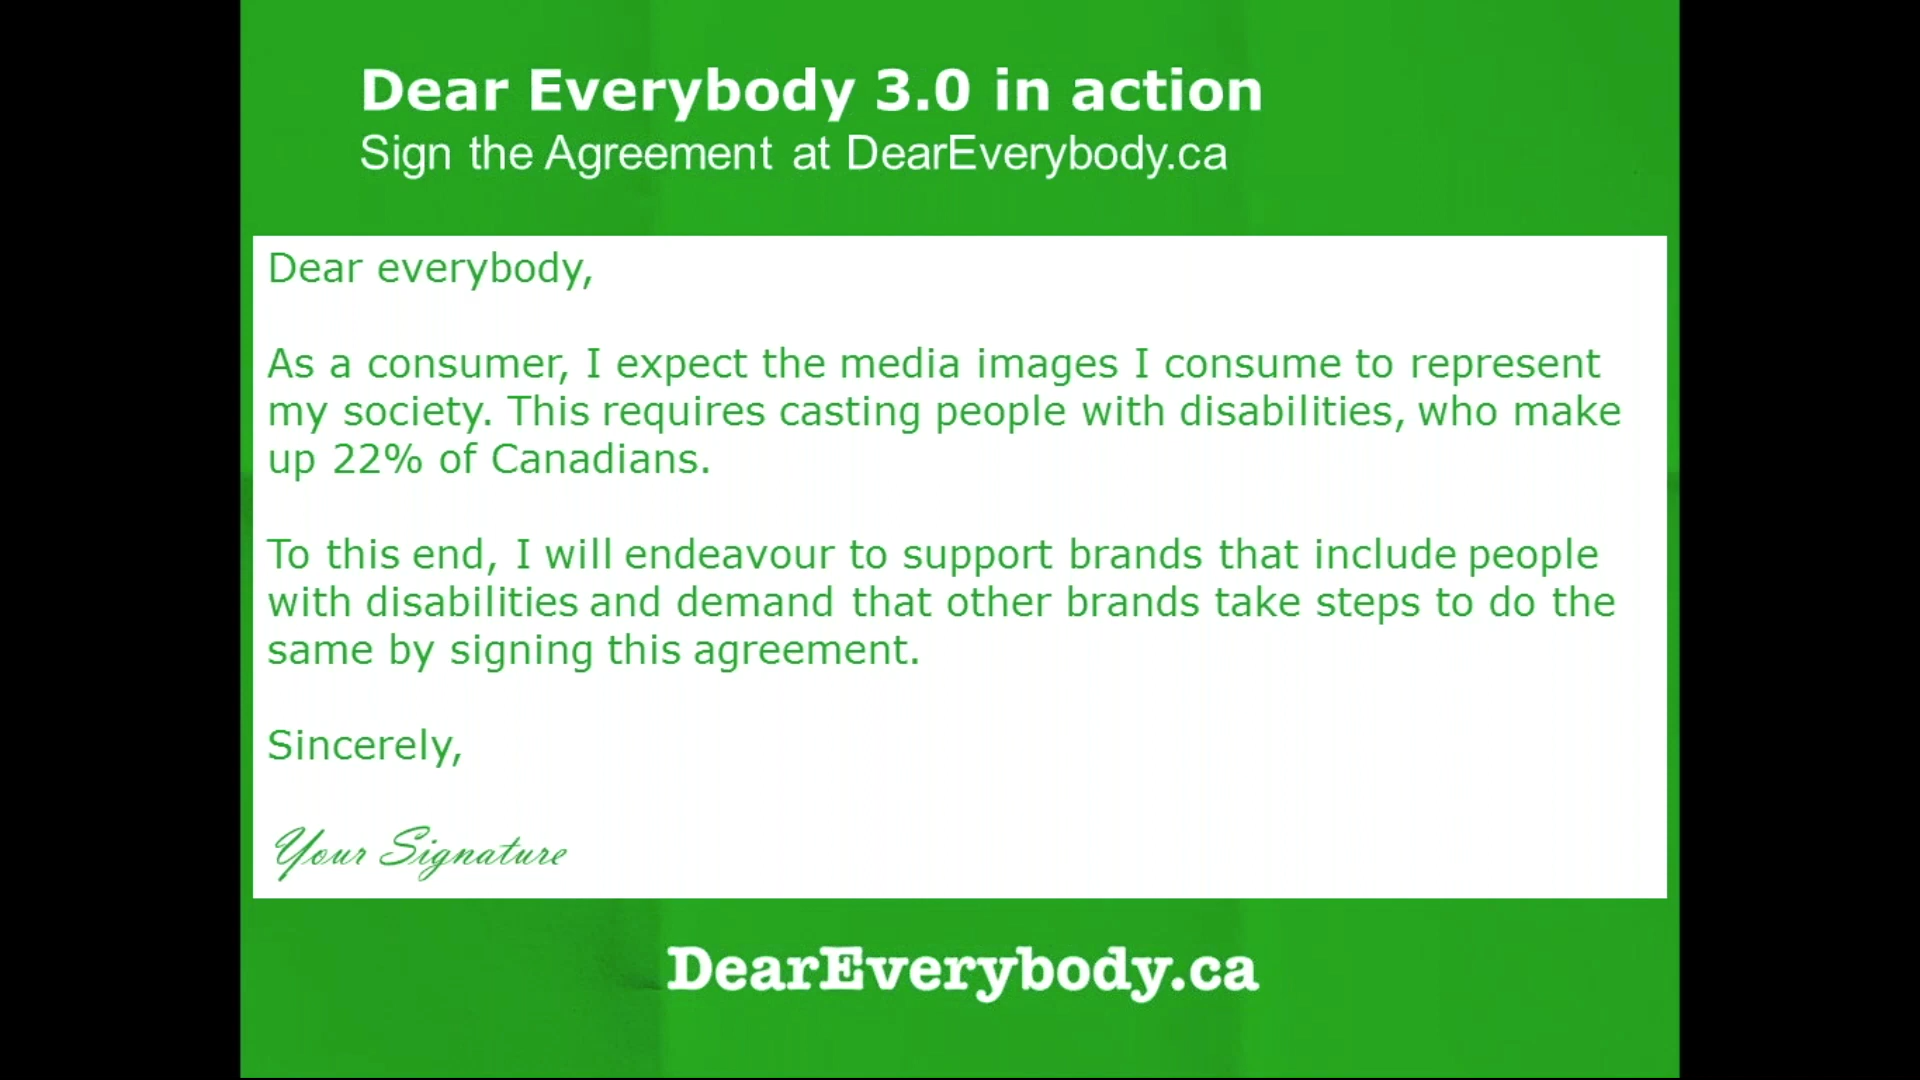 Dear Everybody 3.0 in action
Sign the Agreement at DearEverybody.ca
Dear everybody,
As a consumer, I expect the media images I consume to represent
my society. This requires casting people with disabilities, who make
up 22% of Canadians.
To this end, I will endeavour to support brands that include people
with disabilities and demand that other brands take steps to do the
same by signing this agreement.
Sincerely,
Your Signature
DearEverybody.ca